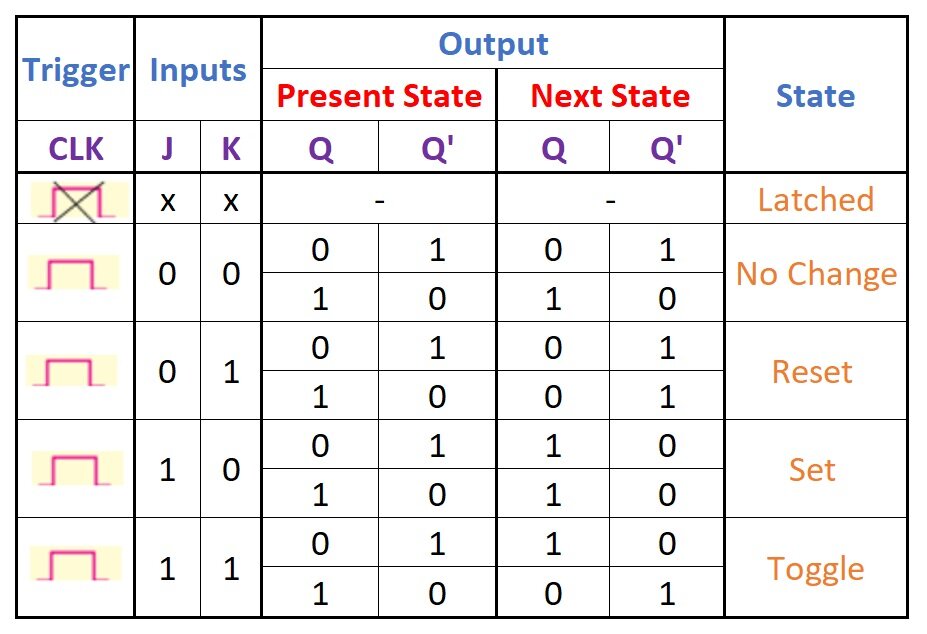 Trigger Inputs Output State
Present State Next State
CLK J K Q Q' Q Q'
x x - - Latched
0 0 0 1 0 1 No Change
1 0 1 0
0 1 0 1 0 1 Reset
1 0 0 1
1 0 0 1 1 0 Set
1 0 1 0
1 1 0 1 1 0 Toggle
1 0 0 1